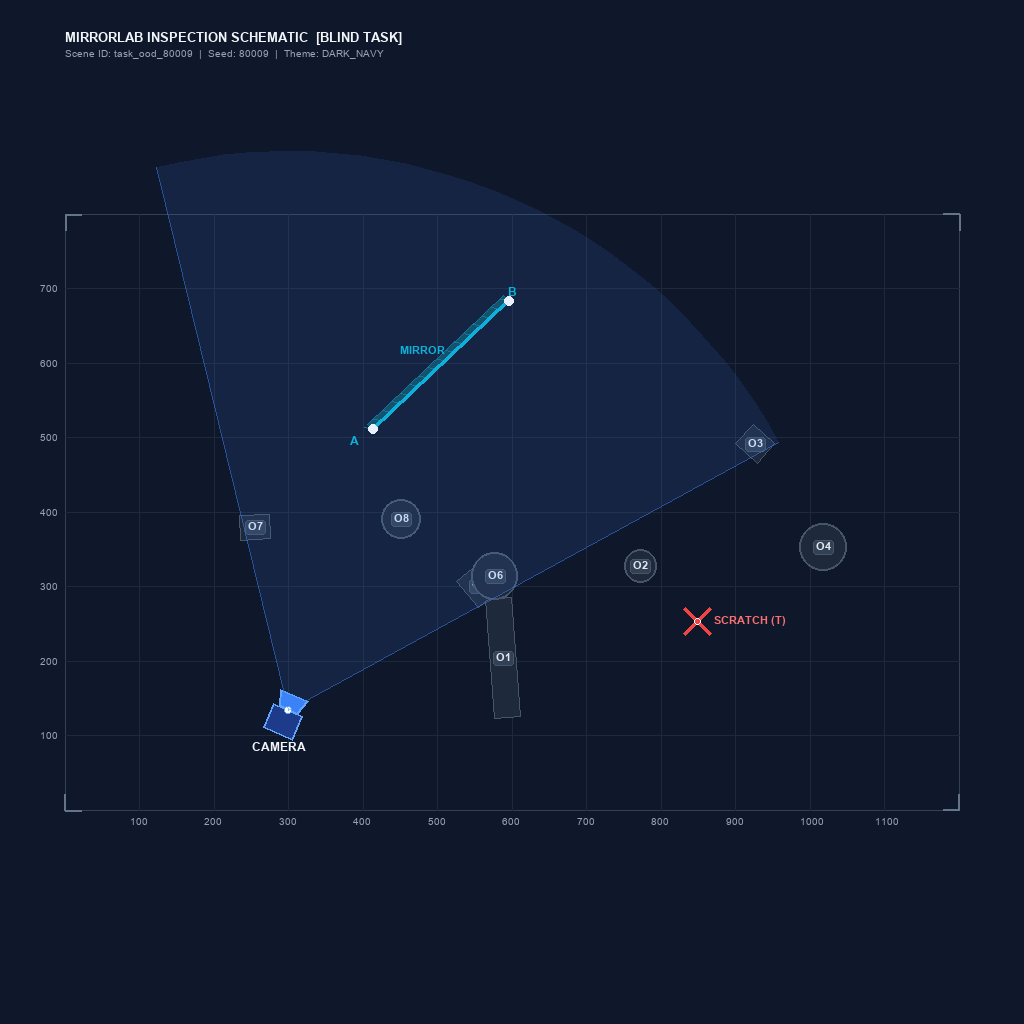 MIRRORLAB INSPECTION SCHEMATIC [BLIND TASK]
Scene ID: task_ood_80009 | Seed: 80009 | Theme: DARK_NAVY
B
700
MIRROR
600
A
500
O3
O7
O8
400
O4
O2
O6
300
SCRATCH (T)
O1
200
CAMERA
100
100 200 300 400 500 600 700 800 900 1000 1100